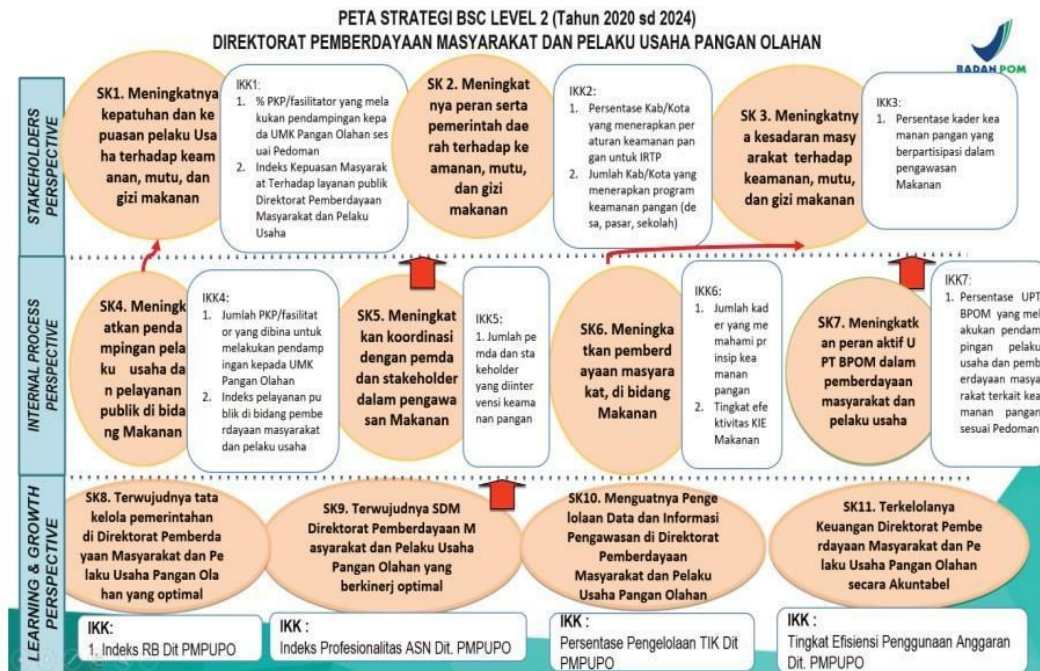 PETA STRATEGI BSC LEVEL 2 (Tahun 2020 sd 2024)
DIREKTORAT PEMBERDAYAAN MASYARAKAT DAN PELAKU USAHA PANGAN OLAHAN
BADAN POM
STAKEHOLDERS
PERSPECTIVE
SK1. Meningkatnya
kepatuhan dan ke
puasan pelaku Usa
ha terhadap keam
anan, mutu, dan
gizi makanan
IKK1:
1. % PKP/fasilitator yang mela
kukan pendampingan kepa
da UMK Pangan Olahan ses
uai Pedoman
2. Indeks Kepuasan Masyarak
at Terhadap layanan publik
Direktorat Pemberdayaan
Masyarakat dan Pelaku
Usaha
SK 2. Meningkat
nya peran serta
pemerintah dae
rah terhadap ke
amanan, mutu,
dan gizi
makanan
IKK2:
1. Persentase Kab/Kota
yang menerapkan per
aturan keamanan pan
gan untuk IRTP
2. Jumlah Kab/Kota yang
menerapkan program
keamanan pangan (de
sa, pasar, sekolah)
SK 3. Meningkatny
a kesadaran masy
arakat terhadap
keamanan, mutu,
dan gizi makanan
IKK3:
1. Persentase kader kea
manan pangan yang
berpartisipasi dalam
pengawasan
Makanan
INTERNAL PROCESS
PERSPECTIVE
SK4. Meningk
atkan penda
mpingan pela
ku usaha da
n pelayanan
publik di bida
ng Makanan
IKK4:
1. Jumlah PKP/fasilitat
or yang dibina untuk
melakukan pendamp
ingan kepada UMK
Pangan Olahan
2. Indeks pelayanan pu
blik di bidang pembe
rdayaan masyarakat
dan pelaku usaha
SK5. Meningkat
kan koordinasi
dengan pemda
dan stakeholder
dalam pengawa
san Makanan
IKK5:
1. Jumlah pe
mda dan sta
keholder
yang diinter
vensi keama
nan pangan
SK6. Meningka
tkan pemberd
ayaan masyara
kat, di bidang
Makanan
IKK6:
1. Jumlah kad
er yang me
mahami pr
insip kea
manan
pangan
2. Tingkat efe
ktivitas KIE
Makanan
SK7. Meningkatk
an peran aktif U
PT BPOM dalam
pemberdayaan
masyarakat dan
pelaku usaha
IKK7:
1. Persentase UPT
BPOM yang mel
akukan pendam
pingan pelaku
usaha dan pemb
erdayaan masya
rakat terkait kea
manan pangan
sesuai Pedoman
LEARNING & GROWTH
PERSPECTIVE
SK8. Terwujudnya tata
kelola pemerintahan
di Direktorat Pemberda
yaan Masyarakat dan Pe
laku Usaha Pangan Ola
han yang optimal
SK9. Terwujudnya SDM
Direktorat Pemberdayaan M
asyarakat dan Pelaku Usaha
Pangan Olahan yang
berkinerj optimal
SK10. Menguatnya Penge
lolaan Data dan Informasi
Pengawasan di Direktorat
Pemberdayaan
Masyarakat dan Pelaku
Usaha Pangan Olahan
SK11. Terkelolanya
Keuangan Direktorat Pembe
rdayaan Masyarakat dan Pe
laku Usaha Pangan Olahan
secara Akuntabel
IKK:
1. Indeks RB Dit PMPUPO
IKK :
Indeks Profesionalitas ASN Dit. PMPUPO
IKK :
Persentase Pengelolaan TIK Dit
PMPUPO
IKK :
Tingkat Efisiensi Penggunaan Anggaran
Dit. PMPUPO